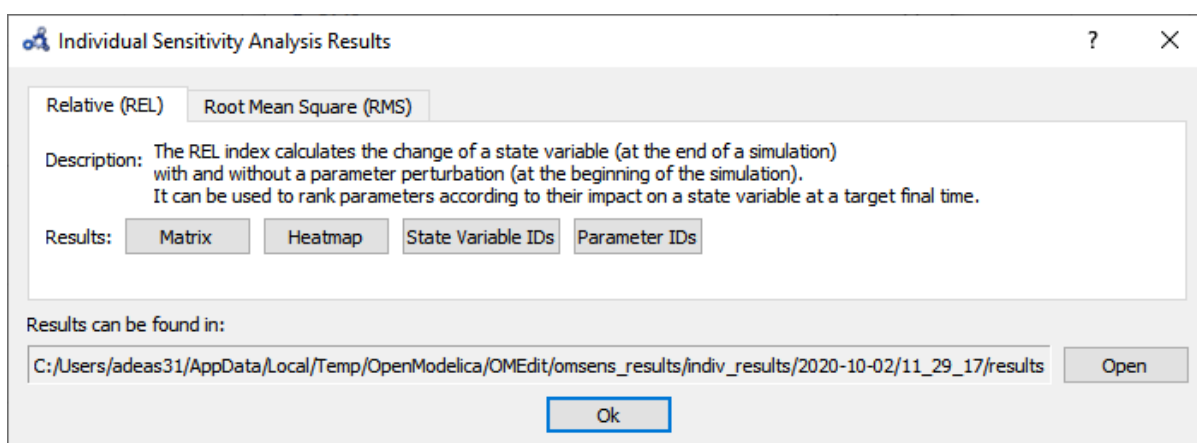 Individual Sensitivity Analysis Results ?
Relative (REL) Root Mean Square (RMS)
Description: The REL index calculates the change of a state variable (at the end of a simulation)
with and without a parameter perturbation (at the beginning of the simulation).
It can be used to rank parameters according to their impact on a state variable at a target final time.
Results: Matrix Heatmap State Variable IDs Parameter IDs
Results can be found in:
C:/Users/adeas31/AppData/Local/Temp/OpenModelica/OMEdit/omsens_results/indiv_results/2020-10-02/11_29_17/results Open
Ok